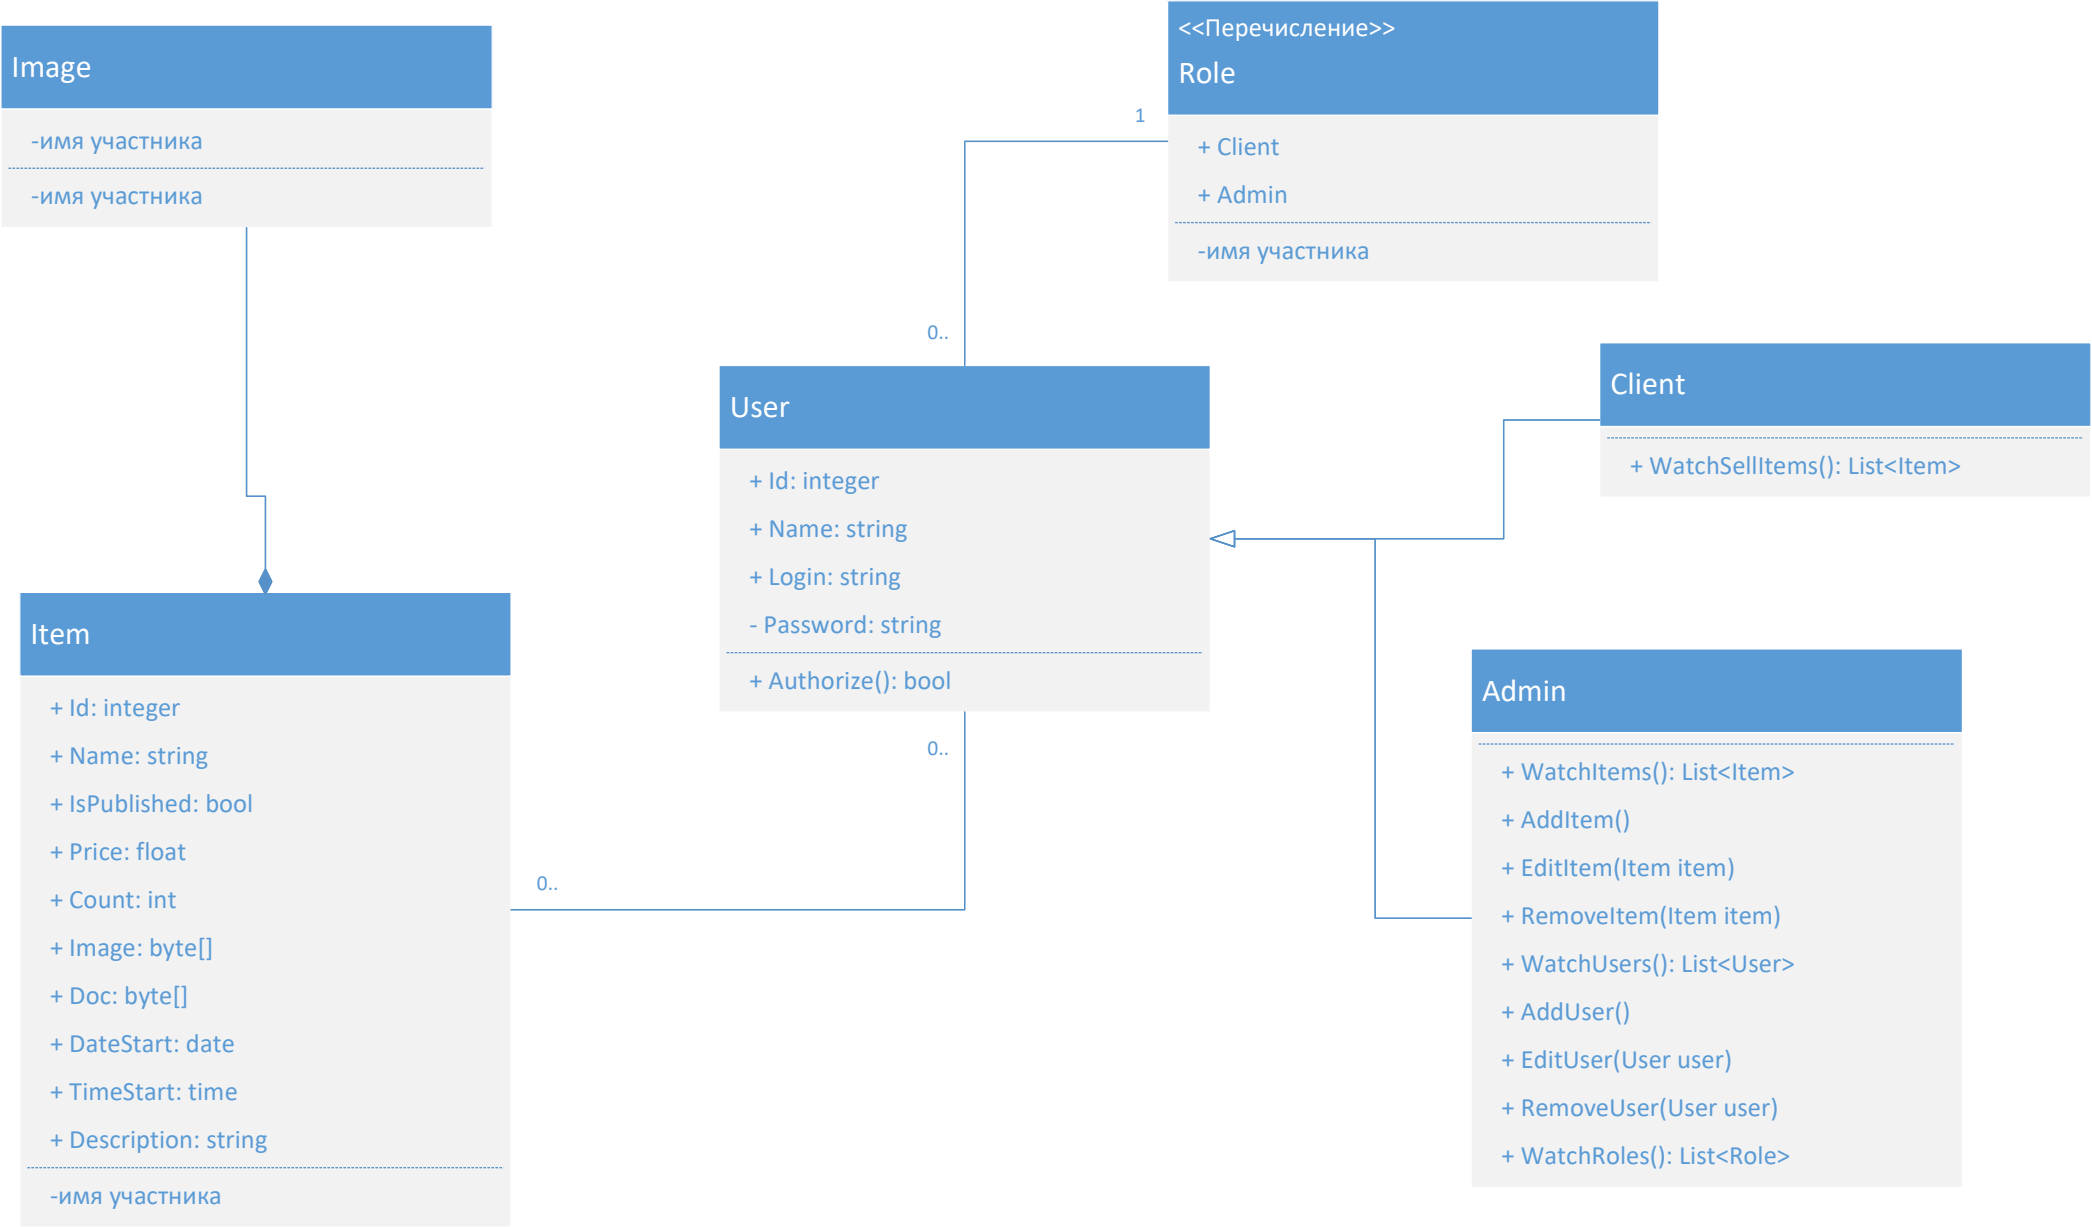 Image
-имя участника
-имя участника
<<Перечисление>>
Role
+ Client
+ Admin
-имя участника
1
0..
User
+ Id: integer
+ Name: string
+ Login: string
- Password: string
+ Authorize(): bool
0..
0..
Client
+ WatchSellItems(): List<Item>
Item
+ Id: integer
+ Name: string
+ IsPublished: bool
+ Price: float
+ Count: int
+ Image: byte[]
+ Doc: byte[]
+ DateStart: date
+ TimeStart: time
+ Description: string
-имя участника
Admin
+ WatchItems(): List<Item>
+ AddItem()
+ EditItem(Item item)
+ RemoveItem(Item item)
+ WatchUsers(): List<User>
+ AddUser()
+ EditUser(User user)
+ RemoveUser(User user)
+ WatchRoles(): List<Role>